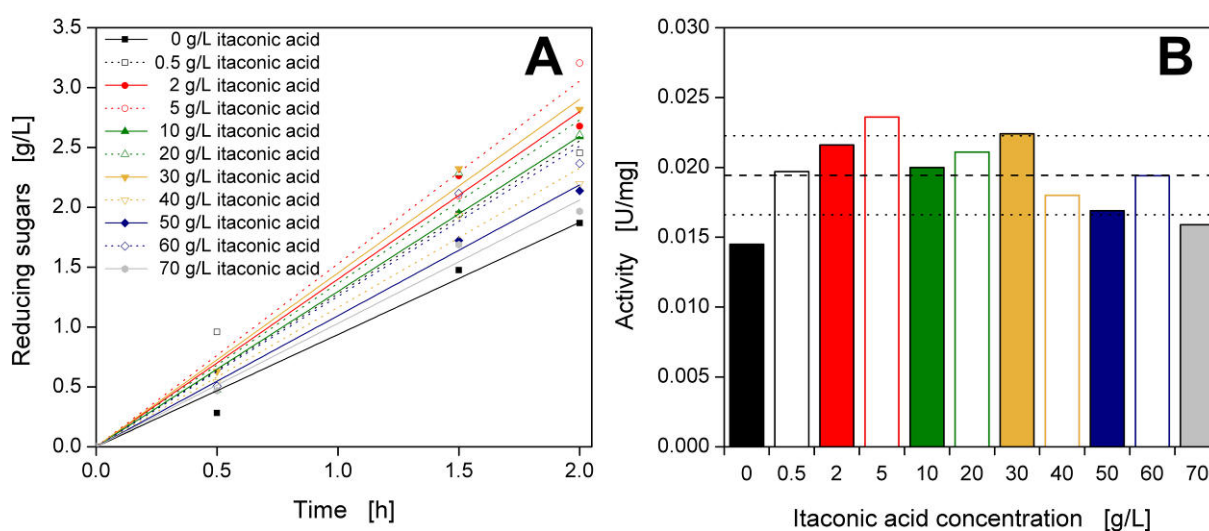 A
Reducing sugars [g/L]
3.5
3.0
2.5
2.0
1.5
1.0
0.5
0.0
0 g/L itaconic acid
0.5 g/L itaconic acid
2 g/L itaconic acid
5 g/L itaconic acid
10 g/L itaconic acid
20 g/L itaconic acid
30 g/L itaconic acid
40 g/L itaconic acid
50 g/L itaconic acid
60 g/L itaconic acid
70 g/L itaconic acid
0.0 0.5 1.0 1.5 2.0
Time [h]
B
Activity [U/mg]
0.030
0.025
0.020
0.015
0.010
0.005
0.000
0 0.5 2 5 10 20 30 40 50 60 70
Itaconic acid concentration [g/L]